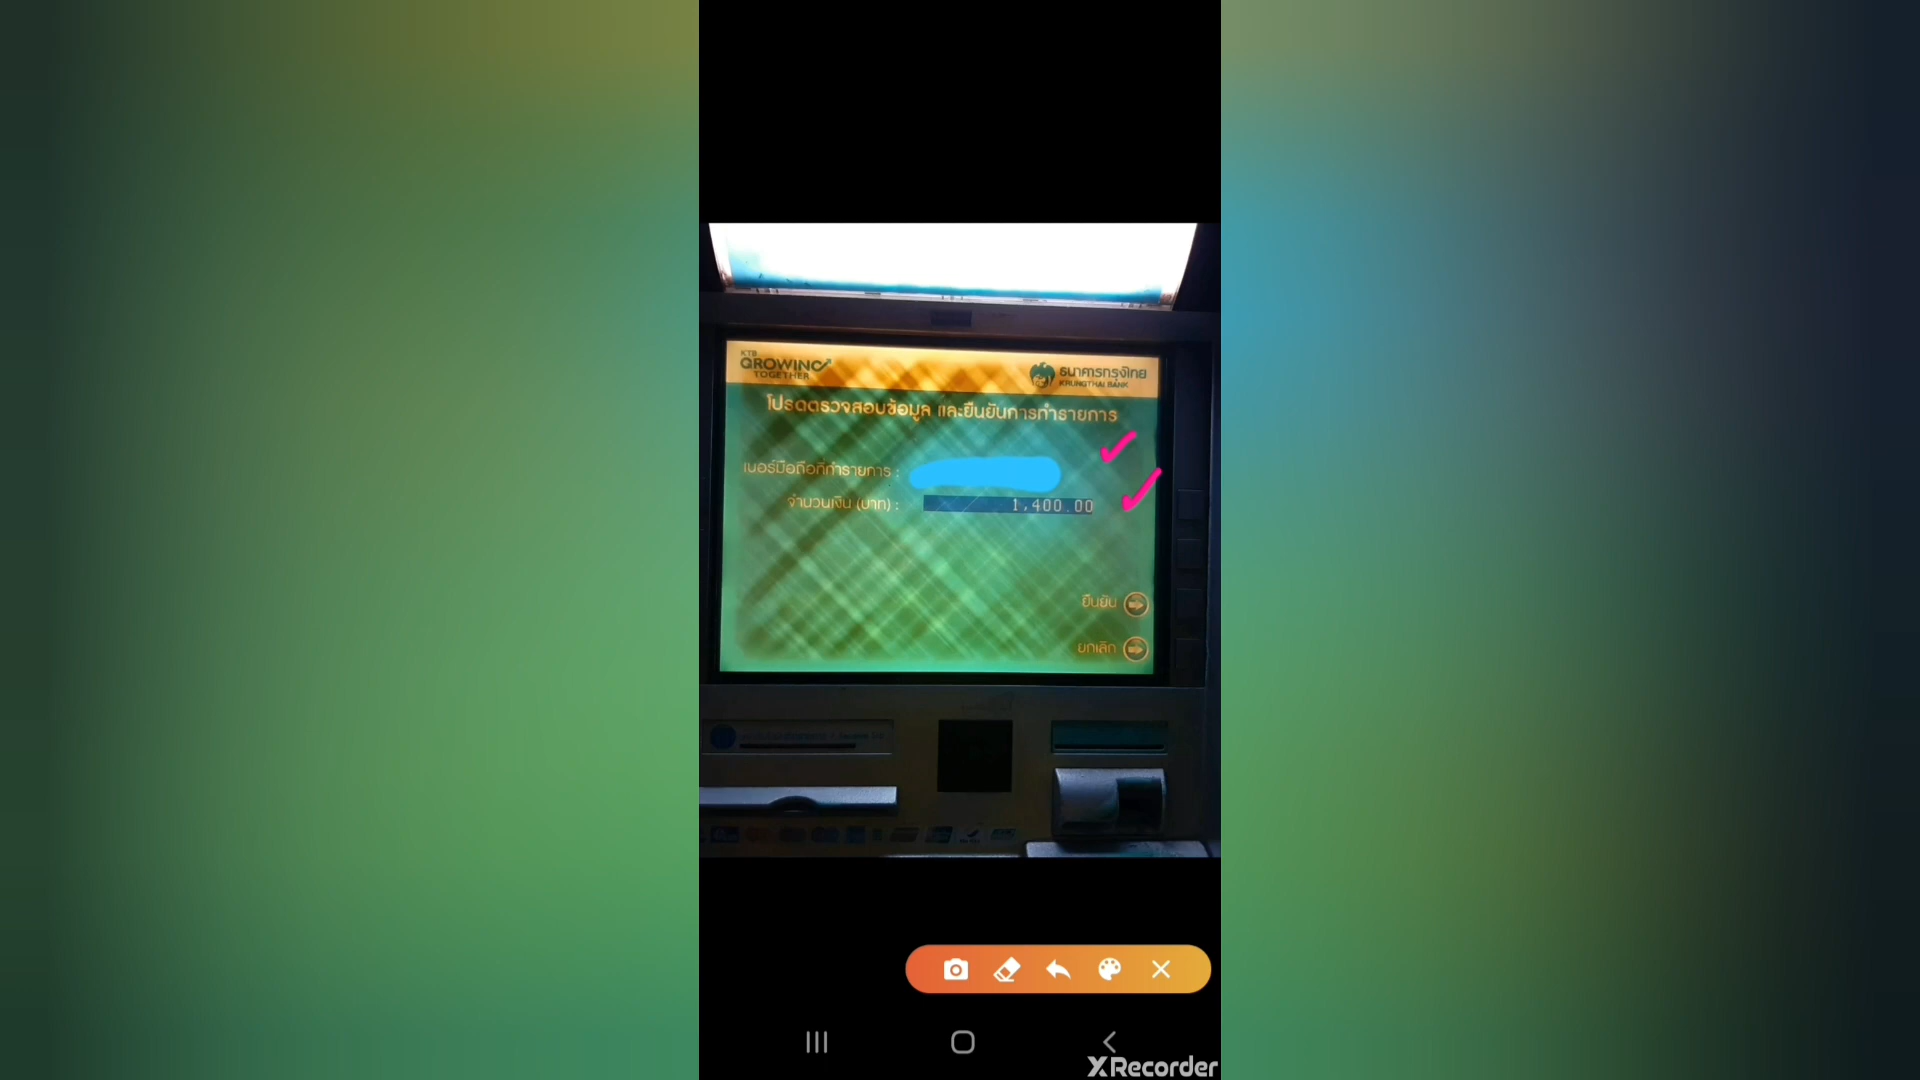 KTB
GROWING
TOGETHER
ธนาคารกรุงไทย
KRUNGTHAI BANK
โปรดตรวจสอบข้อมูล และยืนยันการทำรายการ
เบอร์มือถือที่ทำรายการ :
จำนวนเงิน (บาท) : 1,400.00
ยืนยัน
ยกเลิก
XRecorder